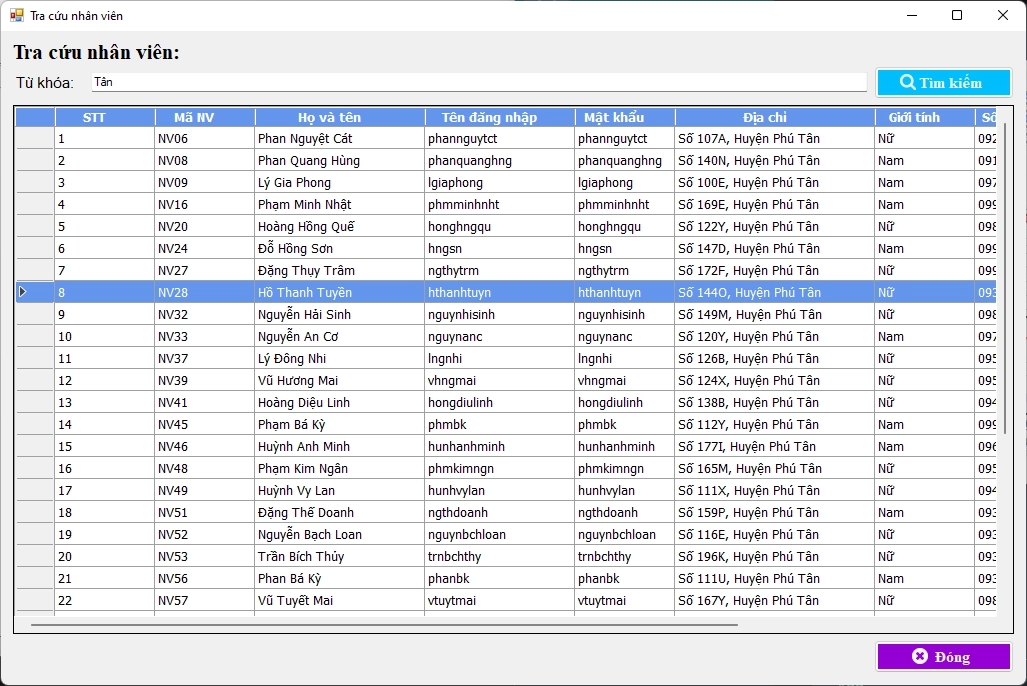 Tra cứu nhân viên
Tra cứu nhân viên:
Từ khóa: Tân Tìm kiếm
STT Mã NV Họ và tên Tên đăng nhập Mật khẩu Địa chỉ Giới tính Số
1 NV06 Phan Nguyệt Cát phannguytct phannguytct Số 107A, Huyện Phú Tân Nữ 092
2 NV08 Phan Quang Hùng phanquanghng phanquanghng Số 140N, Huyện Phú Tân Nam 091
3 NV09 Lý Gia Phong lgiaphong lgiaphong Số 100E, Huyện Phú Tân Nam 097
4 NV16 Phạm Minh Nhật phmminhnht phmminhnht Số 169E, Huyện Phú Tân Nam 099
5 NV20 Hoàng Hồng Quế honghngqu honghngqu Số 122Y, Huyện Phú Tân Nữ 098
6 NV24 Đỗ Hồng Sơn hngsn hngsn Số 147D, Huyện Phú Tân Nam 099
7 NV27 Đặng Thụy Trâm ngthytrm ngthytrm Số 172F, Huyện Phú Tân Nữ 099
8 NV28 Hồ Thanh Tuyền hthanhtuyn hthanhtuyn Số 144O, Huyện Phú Tân Nữ 093
9 NV32 Nguyễn Hải Sinh nguynhisinh nguynhisinh Số 149M, Huyện Phú Tân Nữ 098
10 NV33 Nguyễn An Cơ nguynanc nguynanc Số 120Y, Huyện Phú Tân Nam 097
11 NV37 Lý Đông Nhi lngnhi lngnhi Số 126B, Huyện Phú Tân Nữ 095
12 NV39 Vũ Hương Mai vhngmai vhngmai Số 124X, Huyện Phú Tân Nữ 095
13 NV41 Hoàng Diệu Linh hongdiulinh hongdiulinh Số 138B, Huyện Phú Tân Nữ 094
14 NV45 Phạm Bá Kỳ phmbk phmbk Số 112Y, Huyện Phú Tân Nam 099
15 NV46 Huỳnh Anh Minh hunhanhminh hunhanhminh Số 177I, Huyện Phú Tân Nam 096
16 NV48 Phạm Kim Ngân phmkimngn phmkimngn Số 165M, Huyện Phú Tân Nữ 095
17 NV49 Huỳnh Vy Lan hunhvylan hunhvylan Số 111X, Huyện Phú Tân Nữ 094
18 NV51 Đặng Thế Doanh ngthdoanh ngthdoanh Số 159P, Huyện Phú Tân Nam 093
19 NV52 Nguyễn Bạch Loan nguynbchloan nguynbchloan Số 116E, Huyện Phú Tân Nữ 093
20 NV53 Trần Bích Thủy trnbchthy trnbchthy Số 196K, Huyện Phú Tân Nữ 093
21 NV56 Phan Bá Kỳ phanbk phanbk Số 111U, Huyện Phú Tân Nam 093
22 NV57 Vũ Tuyết Mai vtuytmai vtuytmai Số 167Y, Huyện Phú Tân Nữ 098
Đóng